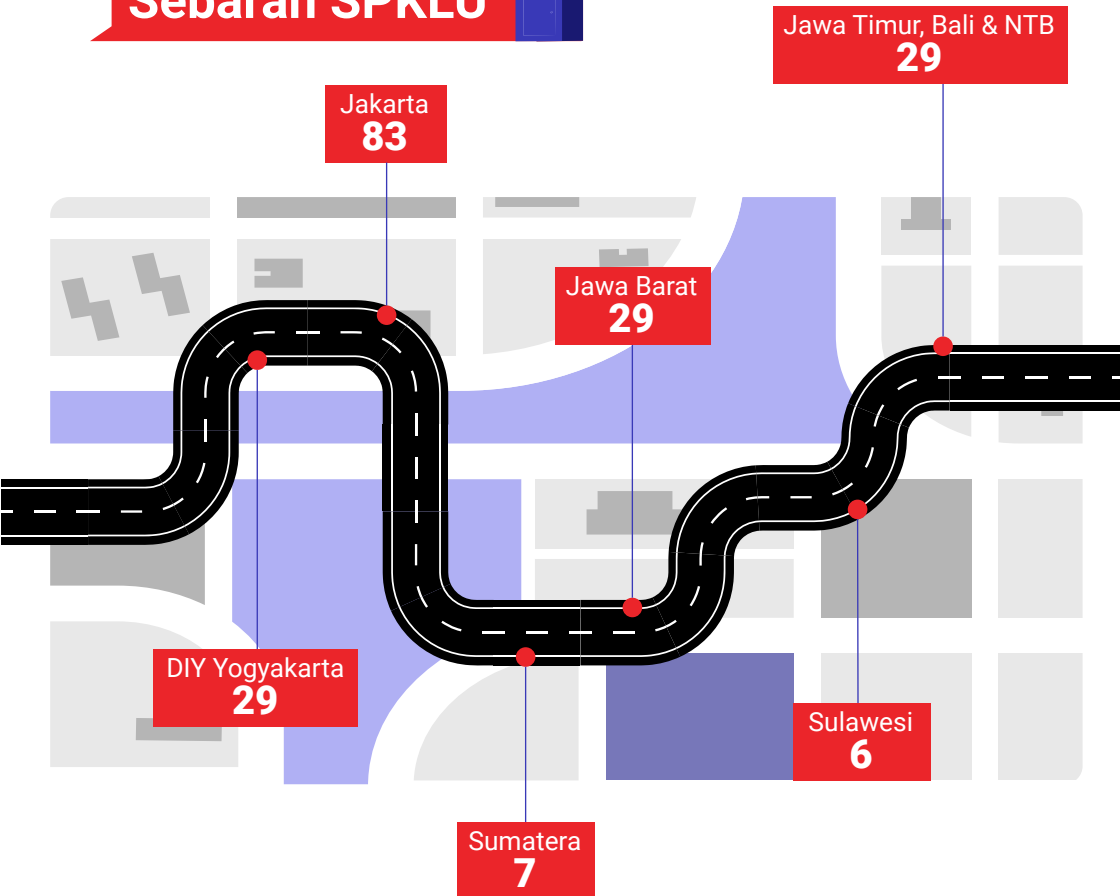 Sebaran SPKLU
Jawa Timur, Bali & NTB
29
Jakarta
83
Jawa Barat
29
DIY Yogyakarta
29
Sulawesi
6
Sumatera
7